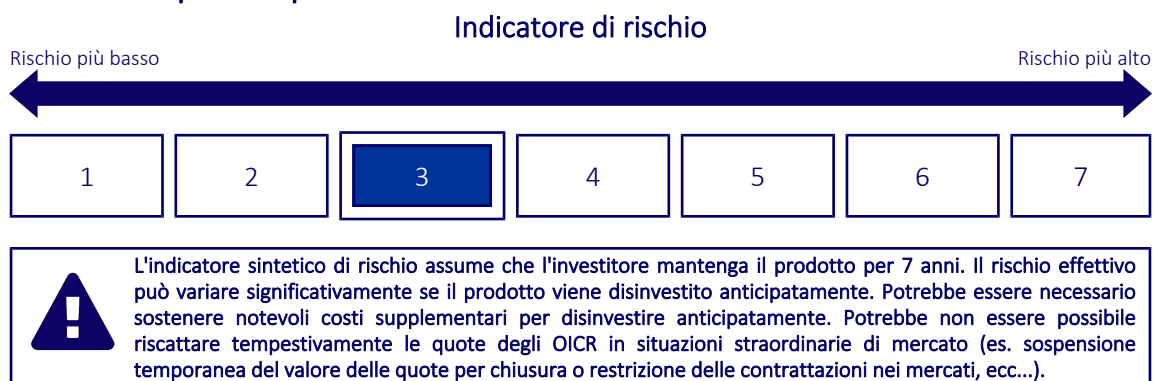 Indicatore di rischio
Rischio più basso
Rischio più alto
1
2
3
4
5
6
7
L'indicatore sintetico di rischio assume che l'investitore mantenga il prodotto per 7 anni. Il rischio effettivo
può variare significativamente se il prodotto viene disinvestito anticipatamente. Potrebbe essere necessario
sostenere notevoli costi supplementari per disinvestire anticipatamente. Potrebbe non essere possibile
riscattare tempestivamente le quote degli OICR in situazioni straordinarie di mercato (es. sospensione
temporanea del valore delle quote per chiusura o restrizione delle contrattazioni nei mercati, ecc...).